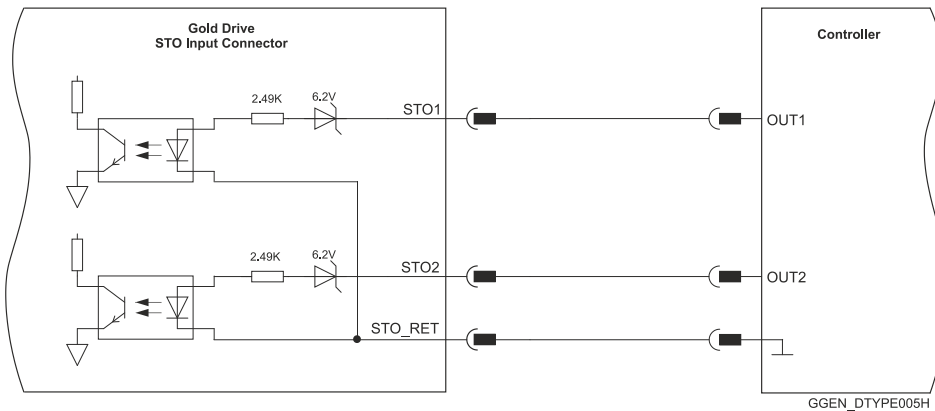 Gold Drive
STO Input Connector
Controller
2.49K
6.2V
STO1
OUT1
2.49K
6.2V
STO2
OUT2
STO_RET
GGEN_DTYPE005H